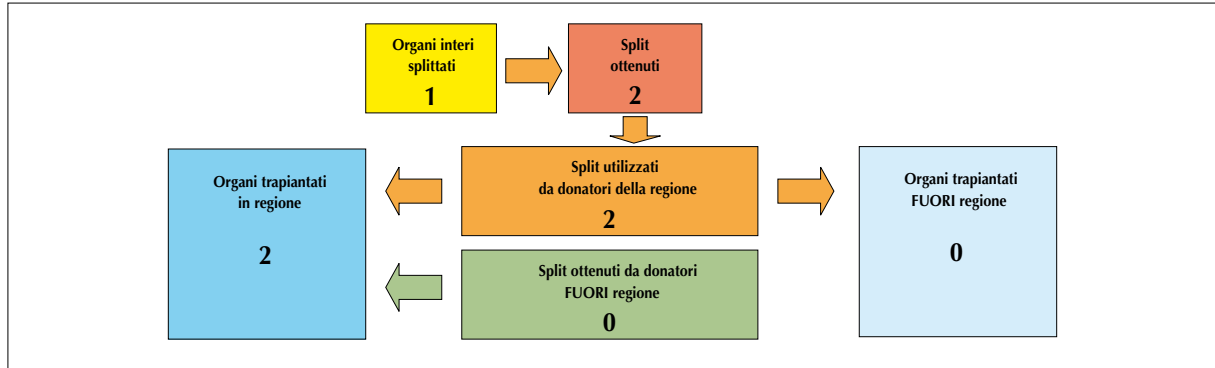 Organi interi
splittati
1
Split
ottenuti
2
Organi trapiantati
in regione
2
Split utilizzati
da donatori della regione
2
Organi trapiantati
FUORI regione
0
Split ottenuti da donatori
FUORI regione
0